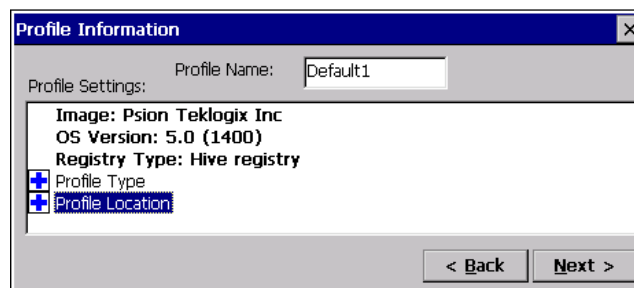 Profile Information
Profile Name: Default1
Profile Settings:
Image: Psion Teklogix Inc
OS Version: 5.0 (1400)
Registry Type: Hive registry
Profile Type
Profile Location
< Back Next >